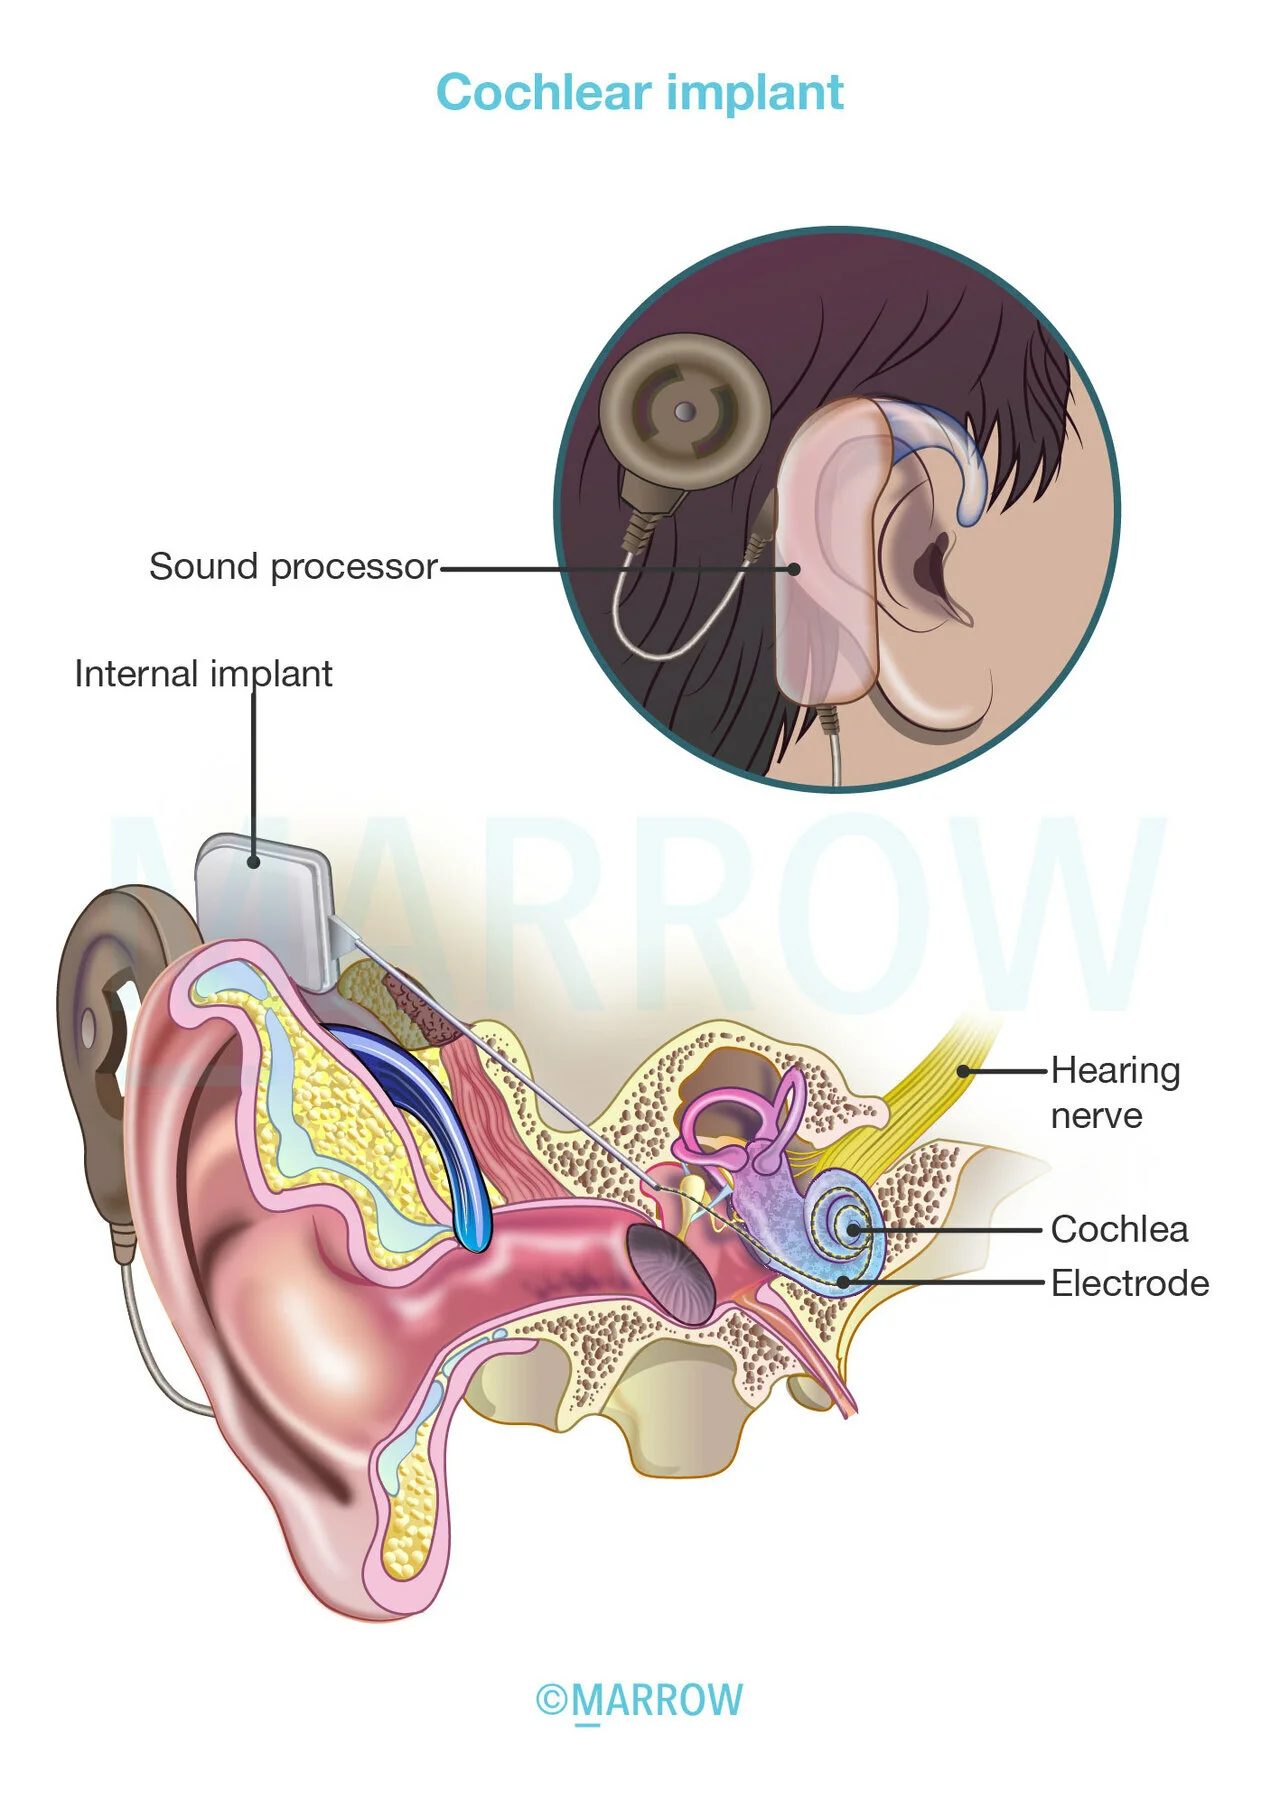 Cochlear implant
Sound processor
Internal implant
MARROW
Hearing
nerve
Cochlea
Electrode
©MARROW